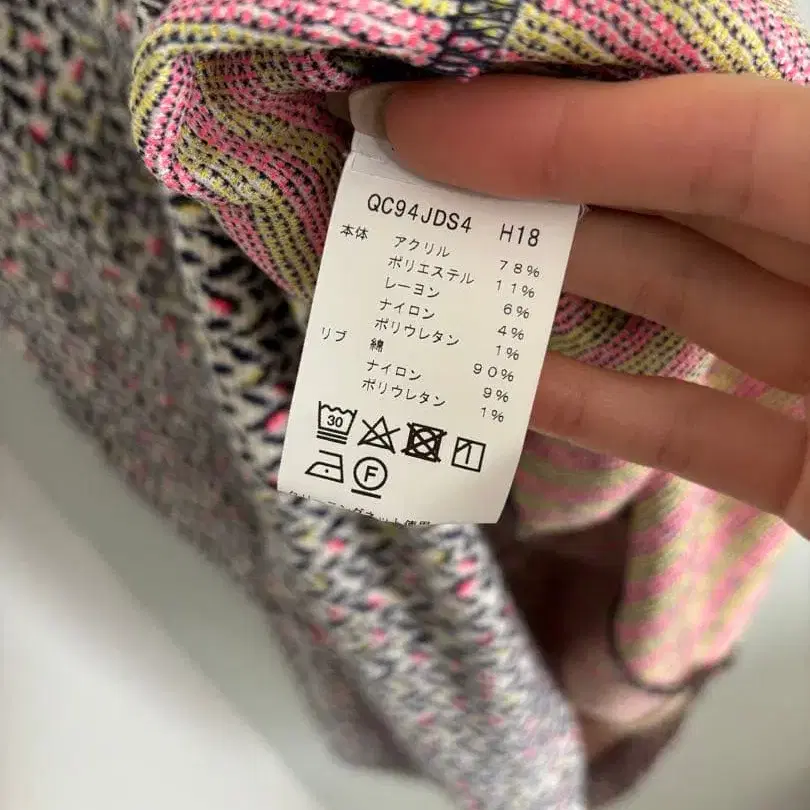 QC94JDS4 H18
本体 アクリル 78%
ポリエステル 11%
レーヨン 6%
ナイロン 4%
ポリウレタン 1%
リブ 綿 90%
ナイロン 9%
ポリウレタン 1%
30
F